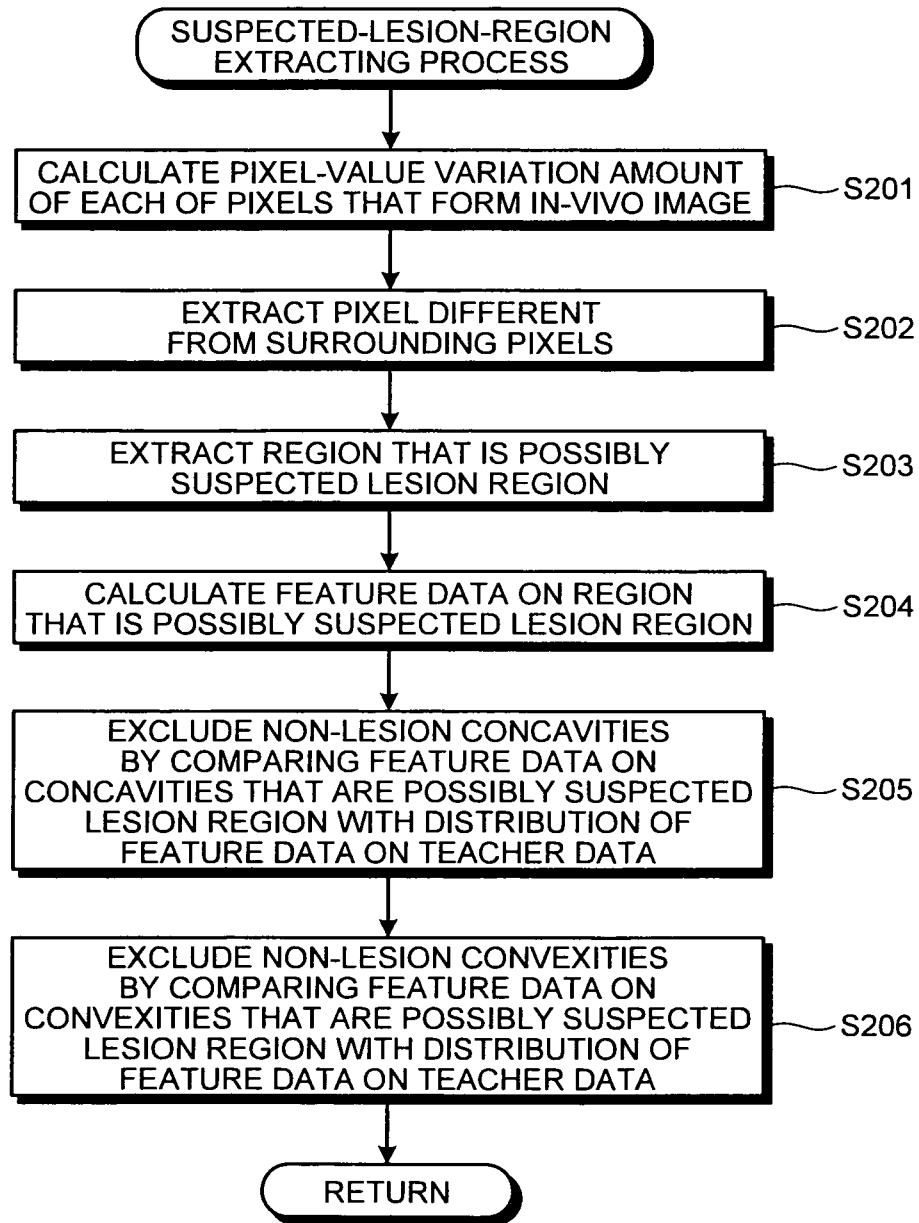 SUSPECTED-LESION-REGION
EXTRACTING PROCESS
CALCULATE PIXEL-VALUE VARIATION AMOUNT
OF EACH OF PIXELS THAT FORM IN-VIVO IMAGE
S201
EXTRACT PIXEL DIFFERENT
FROM SURROUNDING PIXELS
S202
EXTRACT REGION THAT IS POSSIBLY
SUSPECTED LESION REGION
S203
CALCULATE FEATURE DATA ON REGION
THAT IS POSSIBLY SUSPECTED LESION REGION
S204
EXCLUDE NON-LESION CONCAVITIES
BY COMPARING FEATURE DATA ON
CONCAVITIES THAT ARE POSSIBLY SUSPECTED
LESION REGION WITH DISTRIBUTION OF
FEATURE DATA ON TEACHER DATA
S205
EXCLUDE NON-LESION CONVEXITIES
BY COMPARING FEATURE DATA ON
CONVEXITIES THAT ARE POSSIBLY SUSPECTED
LESION REGION WITH DISTRIBUTION OF
FEATURE DATA ON TEACHER DATA
S206
RETURN